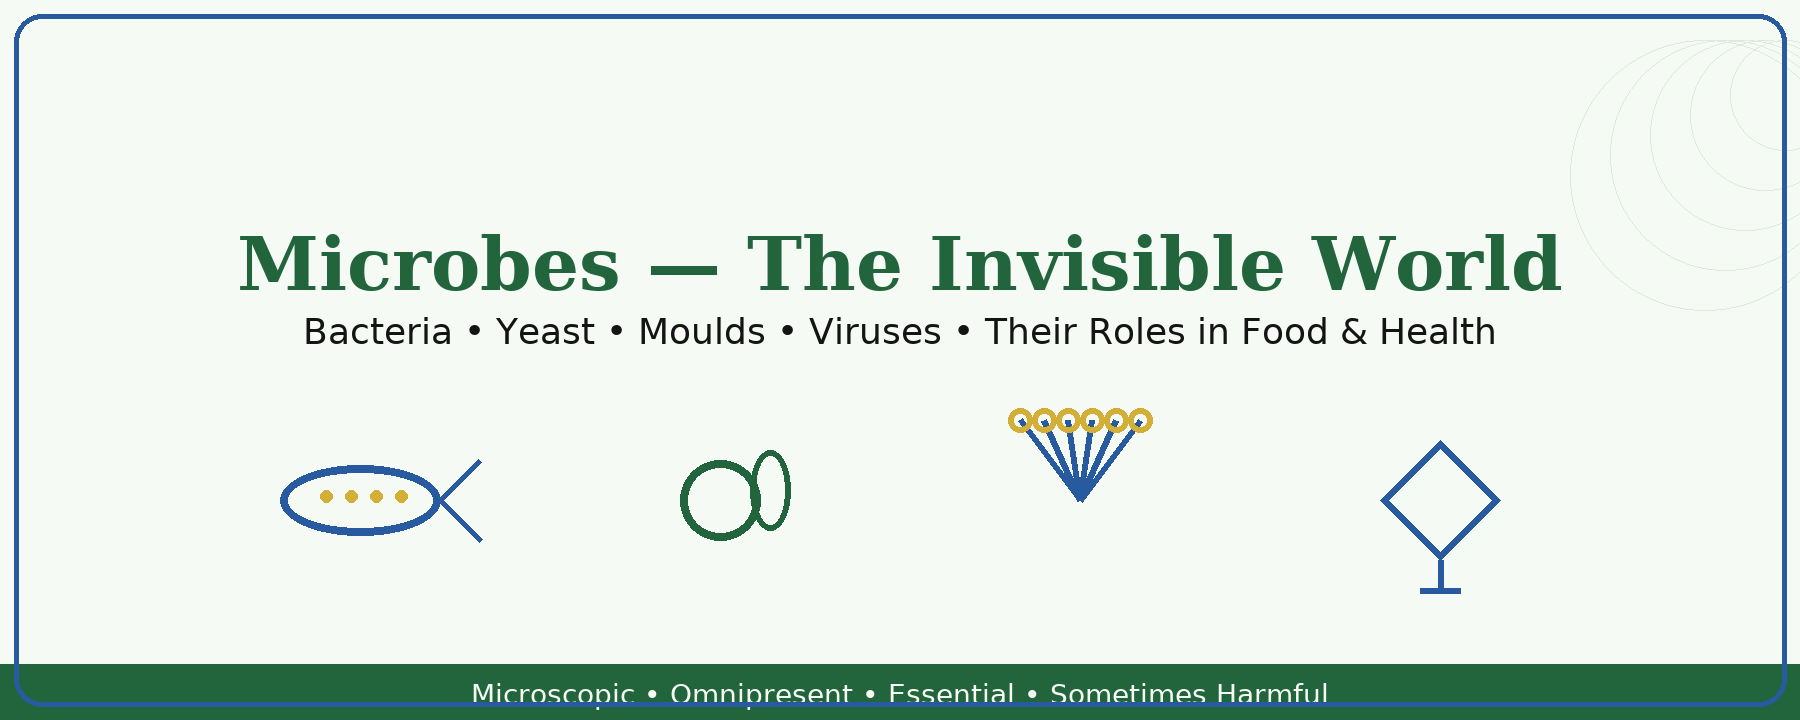 Microbes — The Invisible World
Bacteria • Yeast • Moulds • Viruses • Their Roles in Food & Health
Microscopic • Omnipresent • Essential • Sometimes Harmful